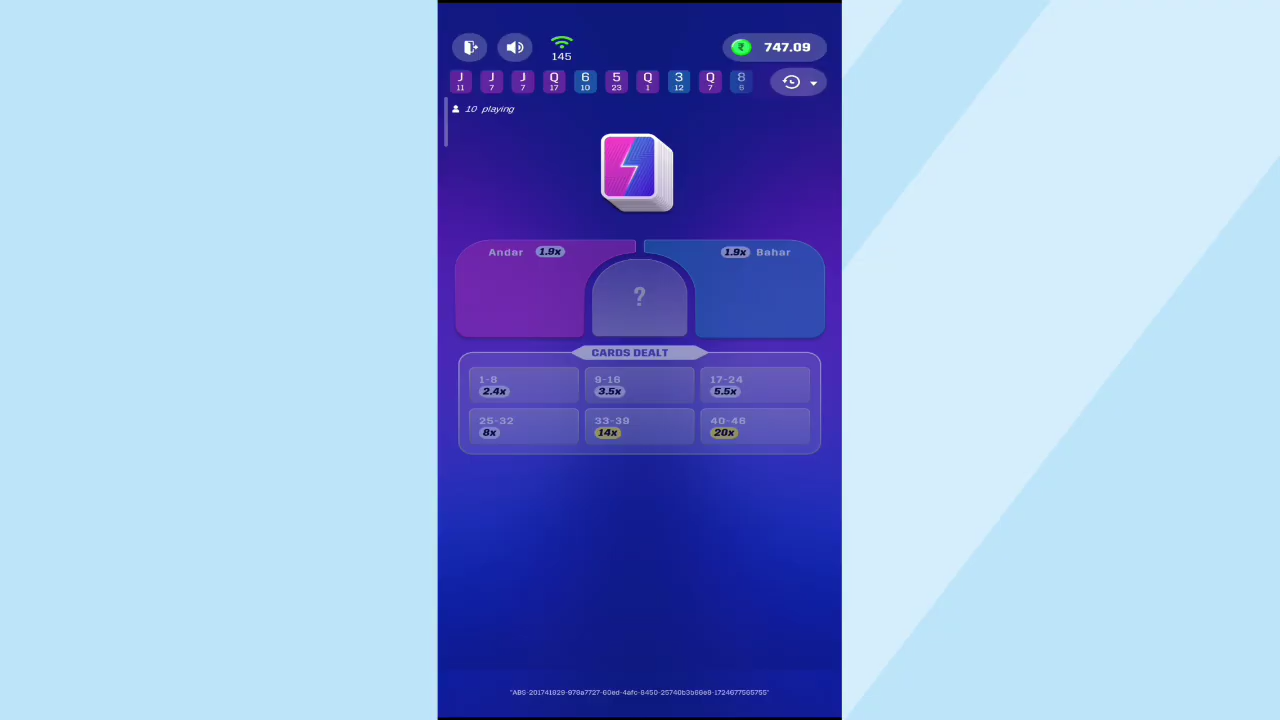 ₹ 747.09
145
J J J Q 6 5 Q 3 Q 8
11 7 7 17 10 23 1 12 7 6
10 playing
Andar 1.9x
1.9x Bahar
?
CARDS DEALT
1-8 9-16 17-24
2.4x 3.5x 5.5x
25-32 33-39 40-46
8x 14x 20x